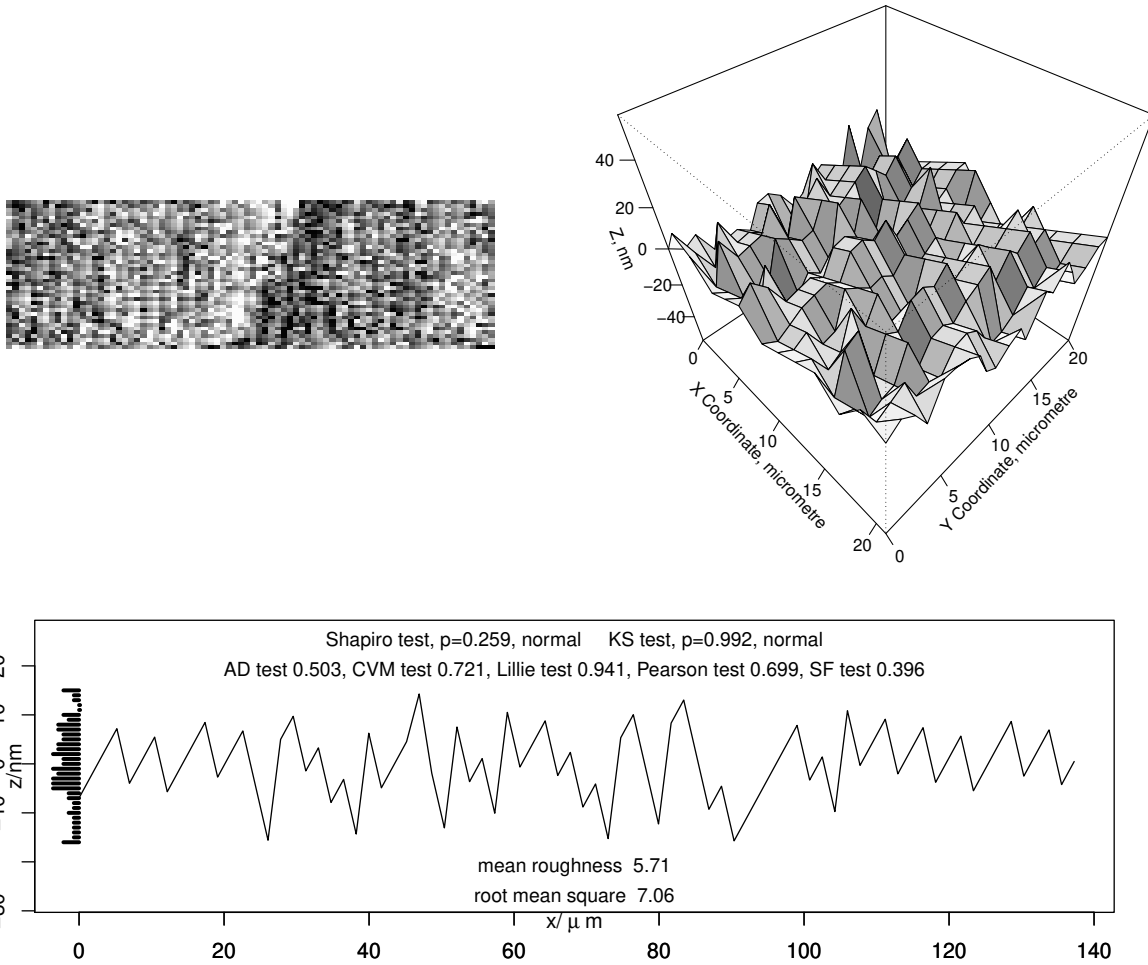 40
20
0
−20
−40
Z, nm
0
5
10
15
20
X Coordinate, micrometre
0
5
10
15
20
Y Coordinate, micrometre
Shapiro test, p=0.259, normal KS test, p=0.992, normal
AD test 0.503, CVM test 0.721, Lillie test 0.941, Pearson test 0.699, SF test 0.396
z/nm
mean roughness 5.71
root mean square 7.06
x/ μ m
0 20 40 60 80 100 120 140